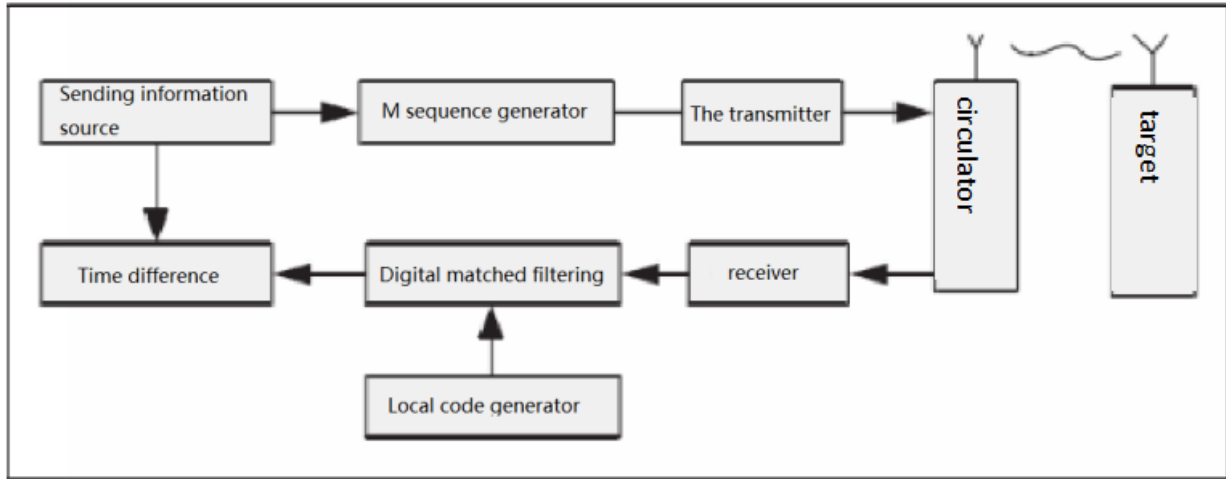 Sending information
source
M sequence generator
The transmitter
circulator
target
Time difference
Digital matched filtering
receiver
Local code generator